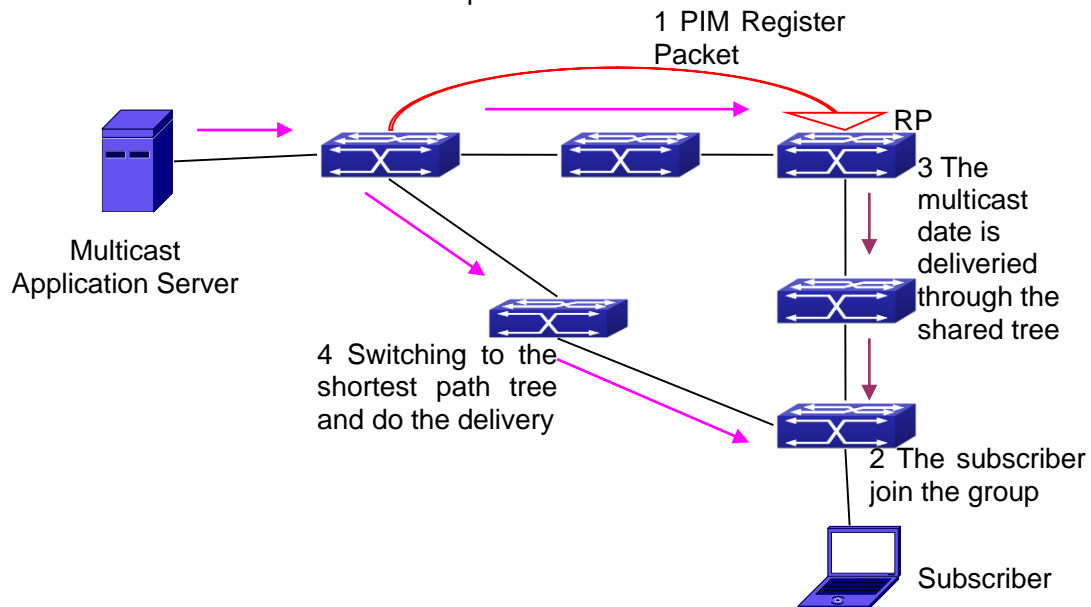 1 PIM Register
Packet
RP
3 The
multicast
date is
deliveried
through the
shared tree
Multicast
Application Server
4 Switching to the
shortest path tree
and do the delivery
2 The subscriber
join the group
Subscriber